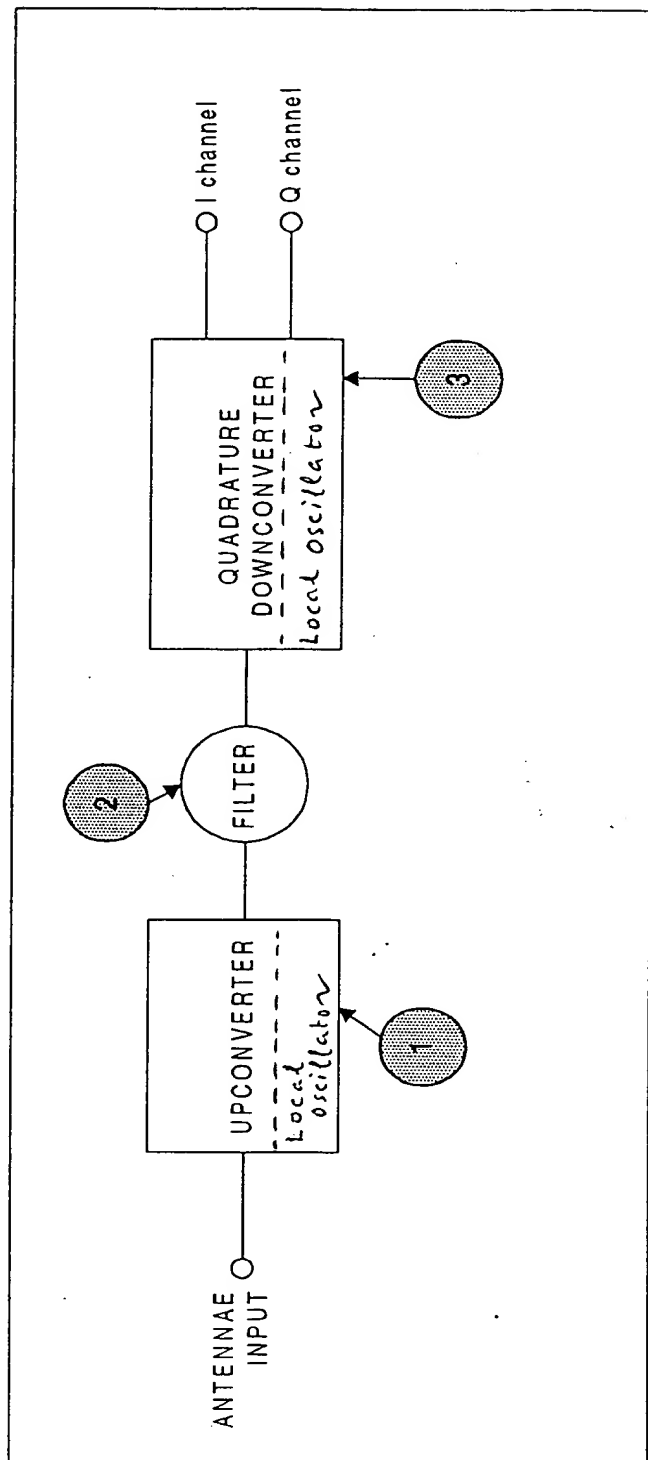 ANTENNAE
INPUT
UPCONVERTER
Local
oscillator
1
2
FILTER
QUADRATURE
DOWNCONVERTER
Local oscillator
3
I channel
Q channel